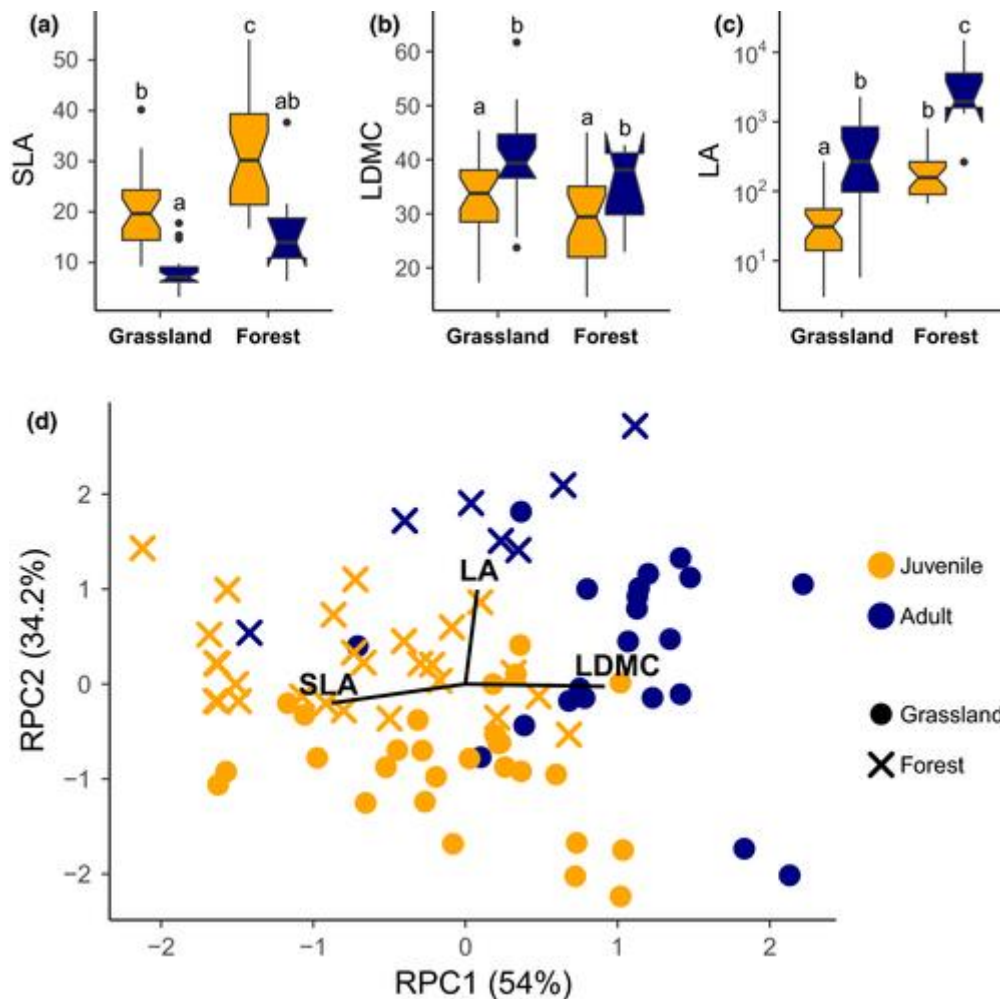 (a)
SLA
50
40
30
20
10
b
a
c
ab
Grassland Forest
(b)
LDMC
60
50
40
30
20
a
b
a
b
Grassland Forest
(c)
LA
10⁴
10³
10²
10¹
a
b
b
c
Grassland Forest
(d)
RPC2 (34.2%)
2
1
0
−1
−2
LA
SLA
LDMC
−2 −1 0 1 2
RPC1 (54%)
Juvenile
Adult
Grassland
Forest